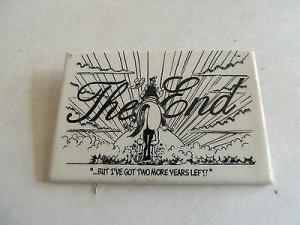 The End
"...BUT I'VE GOT TWO MORE YEARS LEFT!"